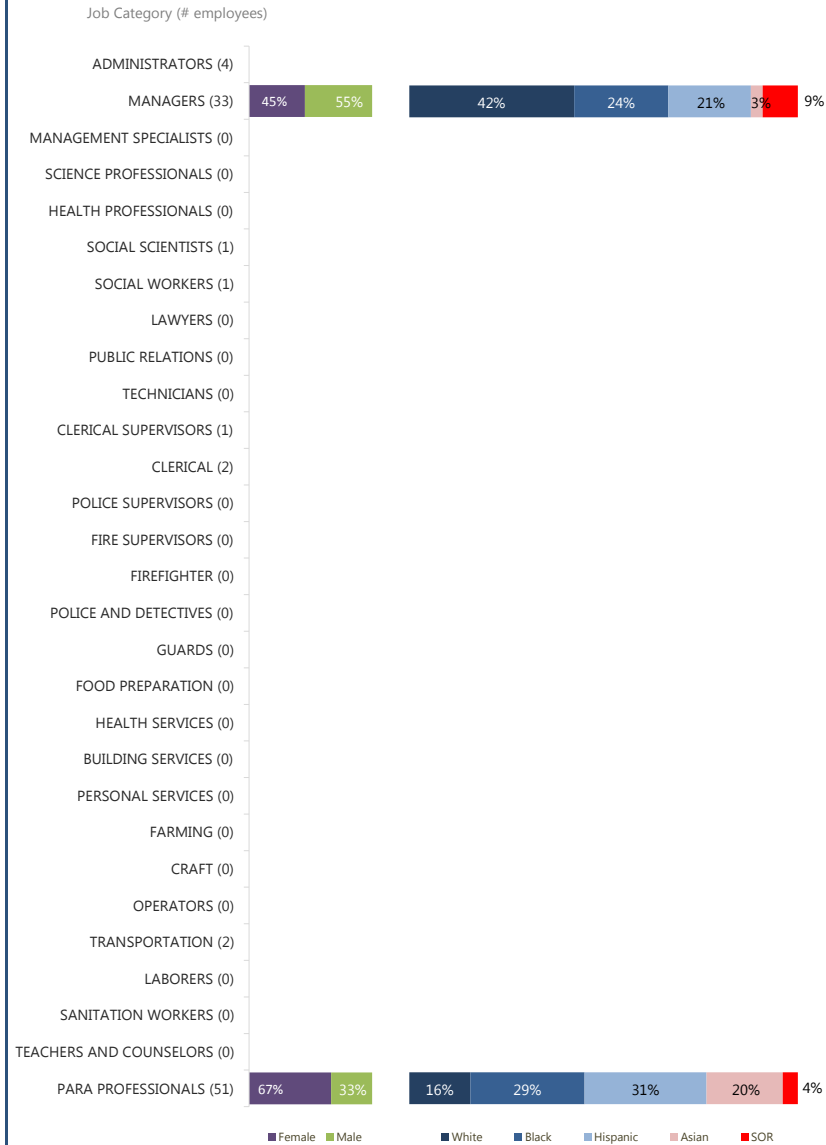 Job Category (# employees)
ADMINISTRATORS (4)
MANAGERS (33) 45% 55% 42% 24% 21% 3% 9%
MANAGEMENT SPECIALISTS (0)
SCIENCE PROFESSIONALS (0)
HEALTH PROFESSIONALS (0)
SOCIAL SCIENTISTS (1)
SOCIAL WORKERS (1)
LAWYERS (0)
PUBLIC RELATIONS (0)
TECHNICIANS (0)
CLERICAL SUPERVISORS (1)
CLERICAL (2)
POLICE SUPERVISORS (0)
FIRE SUPERVISORS (0)
FIREFIGHTER (0)
POLICE AND DETECTIVES (0)
GUARDS (0)
FOOD PREPARATION (0)
HEALTH SERVICES (0)
BUILDING SERVICES (0)
PERSONAL SERVICES (0)
FARMING (0)
CRAFT (0)
OPERATORS (0)
TRANSPORTATION (2)
LABORERS (0)
SANITATION WORKERS (0)
TEACHERS AND COUNSELORS (0)
PARA PROFESSIONALS (51) 67% 33% 16% 29% 31% 20% 4%
Female Male White Black Hispanic Asian SOR